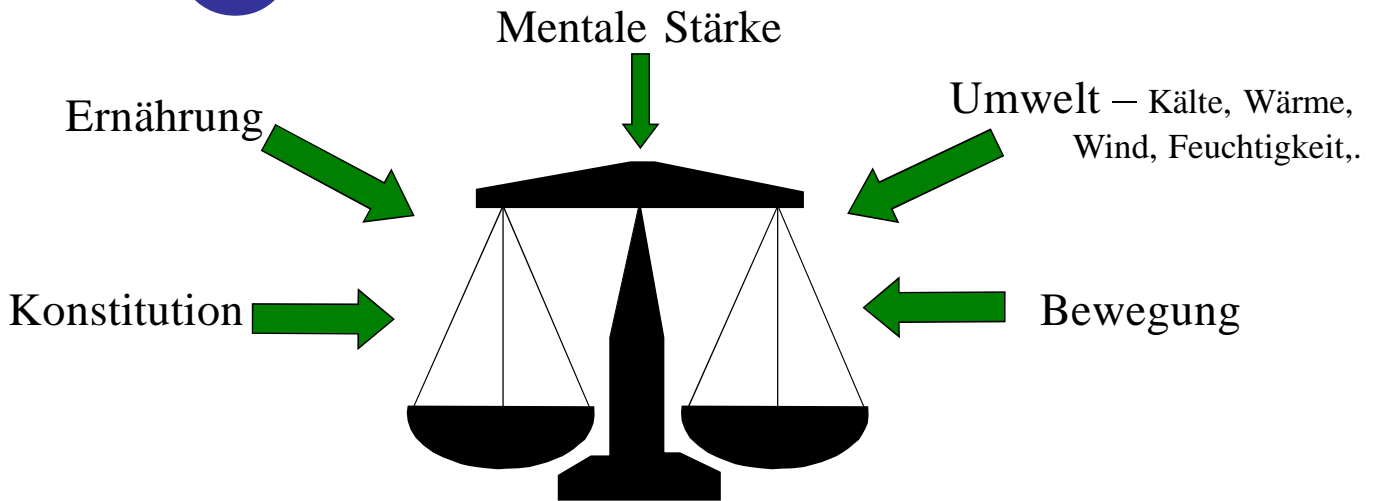 Mentale Stärke
Ernährung
Umwelt – Kälte, Wärme,
Wind, Feuchtigkeit,.
Konstitution
Bewegung